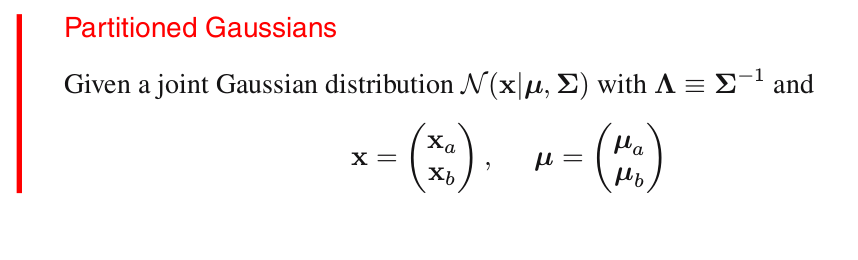 Partitioned Gaussians
Given a joint Gaussian distribution 𝒩(x|μ, Σ) with Λ ≡ Σ⁻¹ and
x = (x_a x_b), μ = (μ_a μ_b)